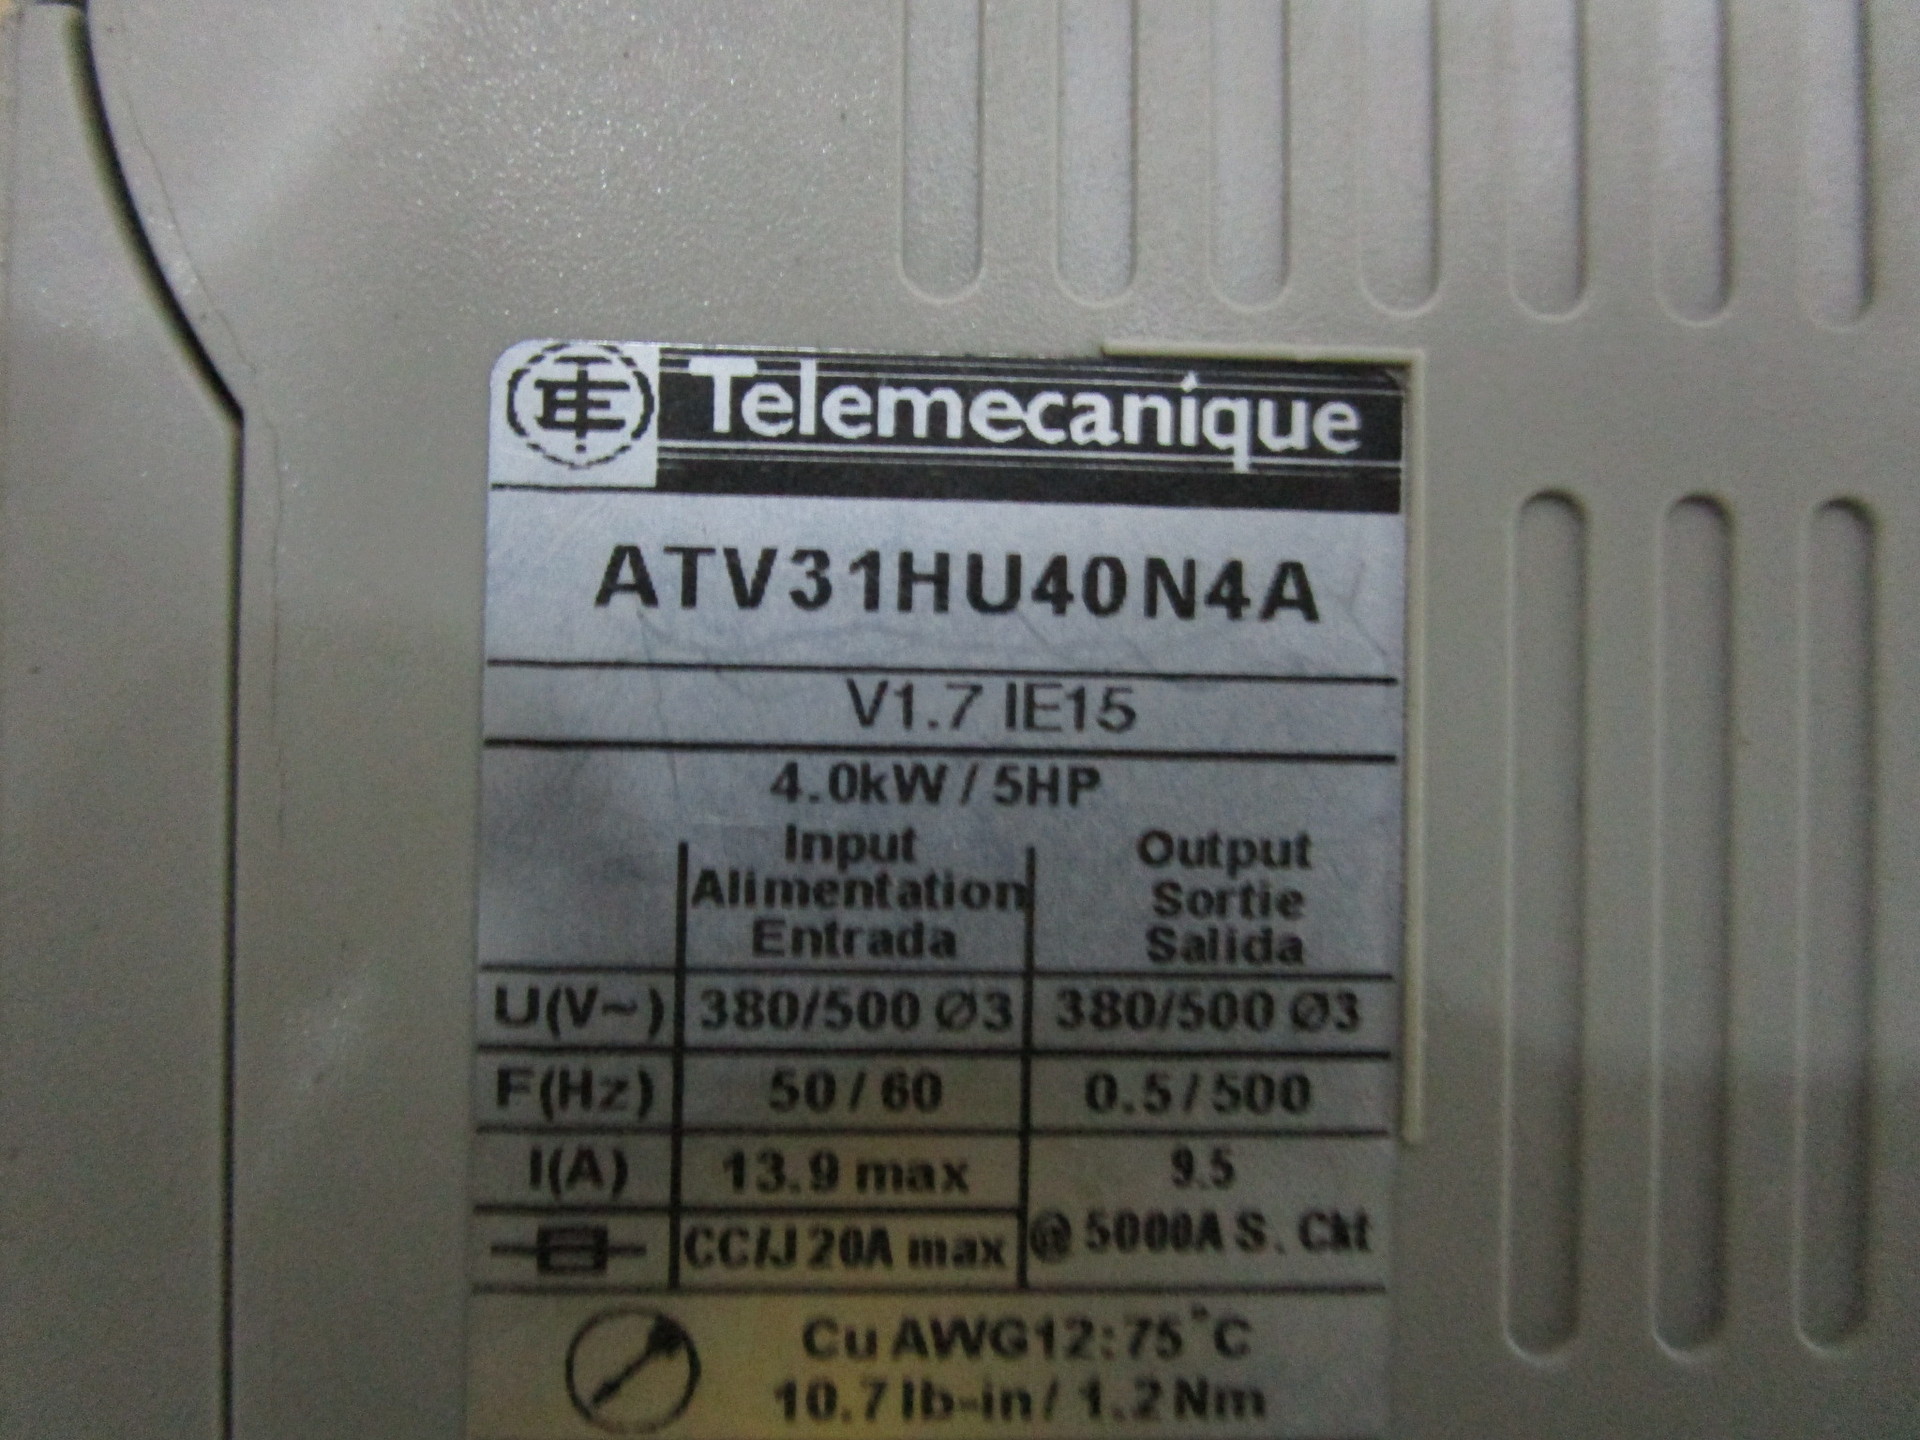 TE Telemecanique
ATV31HU40N4A
V1.7 IE15
4.0kW / 5HP
Input Output
Alimentation Sortie
Entrada Salida
U(V~) 380/500 Ø3 380/500 Ø3
F(Hz) 50 / 60 0.5 / 500
I(A) 13.9 max 9.5
CC/J 20A max @ 5000A S. Ckt
Cu AWG12:75°C
10.7 lb-in / 1.2 Nm